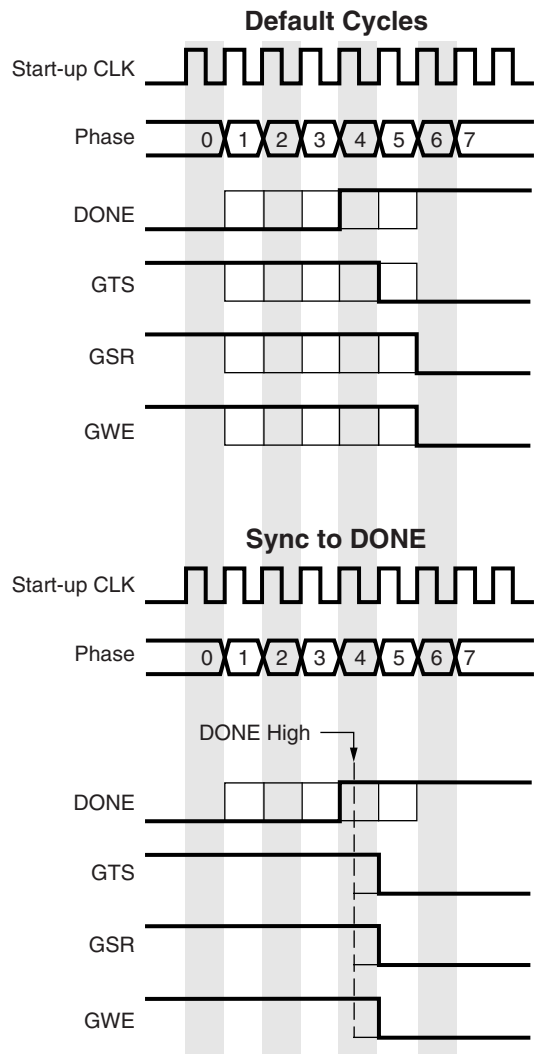 Default Cycles
Start-up CLK
Phase 0 1 2 3 4 5 6 7
DONE
GTS
GSR
GWE
Sync to DONE
Start-up CLK
Phase 0 1 2 3 4 5 6 7
DONE High
DONE
GTS
GSR
GWE